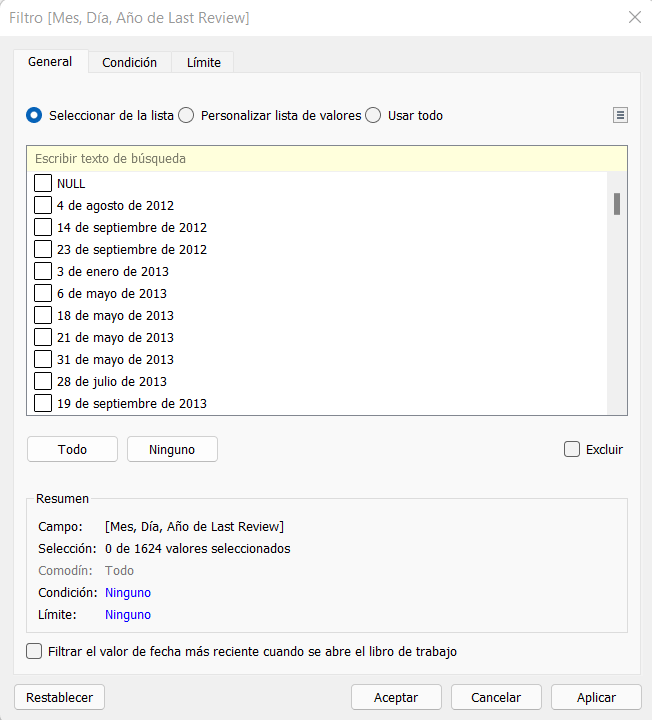 Filtro [Mes, Día, Año de Last Review]
General Condición Límite
Seleccionar de la lista Personalizar lista de valores Usar todo
Escribir texto de búsqueda
NULL
4 de agosto de 2012
14 de septiembre de 2012
23 de septiembre de 2012
3 de enero de 2013
6 de mayo de 2013
18 de mayo de 2013
21 de mayo de 2013
31 de mayo de 2013
28 de julio de 2013
19 de septiembre de 2013
Todo Ninguno Excluir
Resumen
Campo: [Mes, Día, Año de Last Review]
Selección: 0 de 1624 valores seleccionados
Comodín: Todo
Condición: Ninguno
Límite: Ninguno
Filtrar el valor de fecha más reciente cuando se abre el libro de trabajo
Restablecer Aceptar Cancelar Aplicar